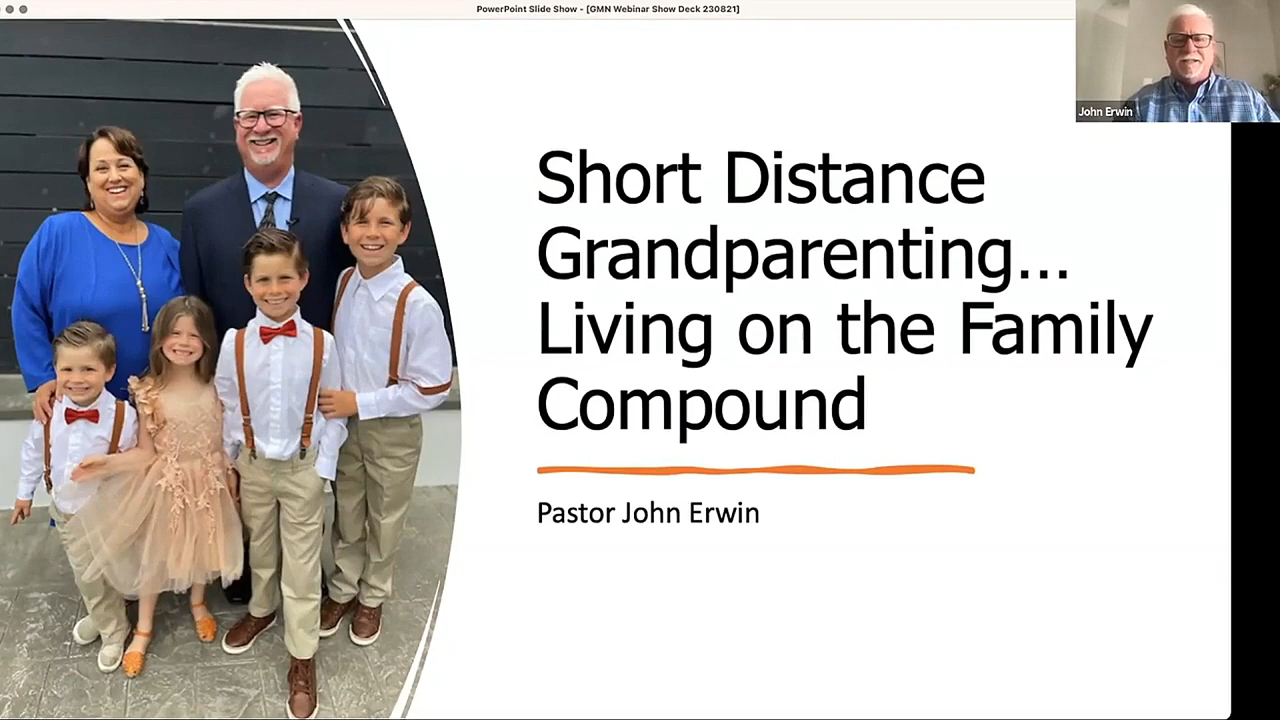 PowerPoint Slide Show - [GMN Webinar Show Deck 230821]
John Erwin
Short Distance
Grandparenting...
Living on the Family
Compound
Pastor John Erwin